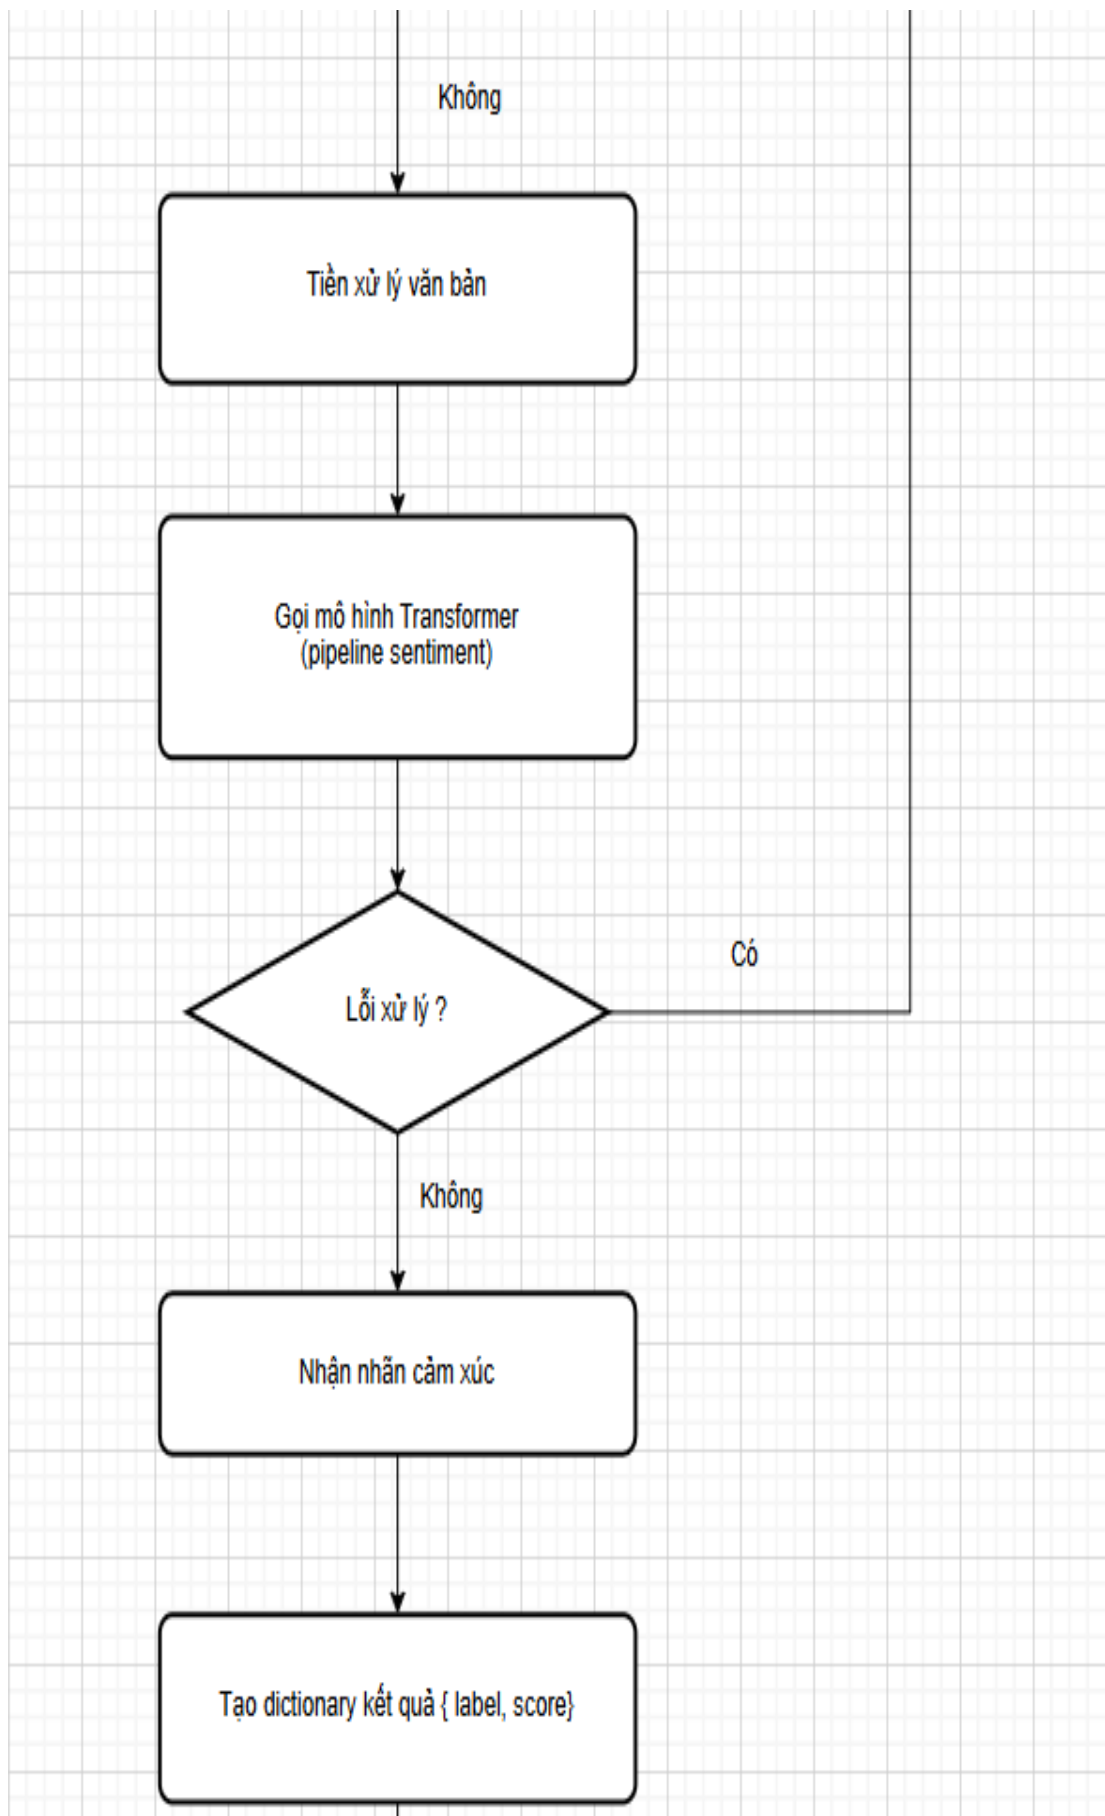 Không
Tiền xử lý văn bản
Gọi mô hình Transformer
(pipeline sentiment)
Có
Lỗi xử lý ?
Không
Nhận nhãn cảm xúc
Tạo dictionary kết quả { label, score}